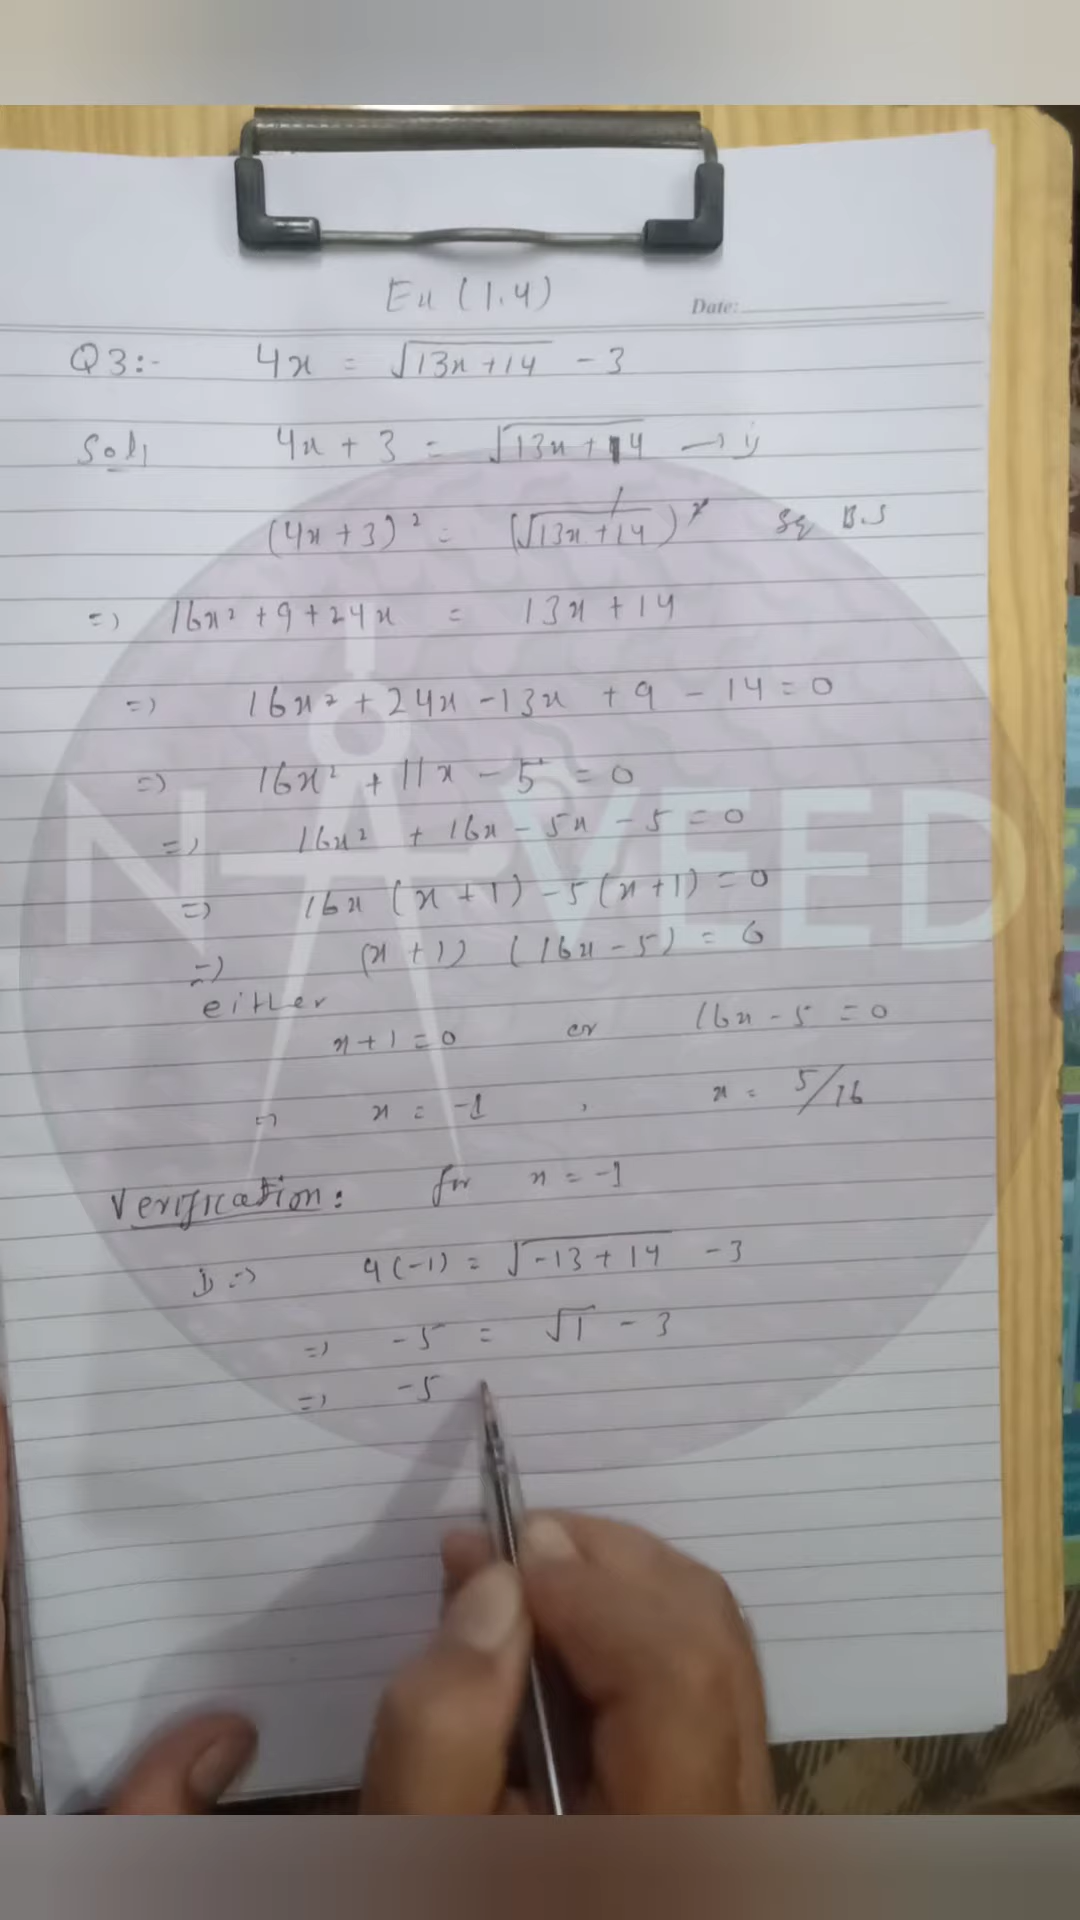 Ex (1.4)
Date:
Q3:- 4x = √13x+14 - 3
Sol, 4x + 3 = √13x+14 → i)
(4x+3)² = (√13x+14)² Sq B.S
=> 16x² + 9 + 24x = 13x + 14
=> 16x² + 24x - 13x + 9 - 14 = 0
=> 16x² + 11x - 5 = 0
=> 16x² + 16x - 5x - 5 = 0
=> 16x (x+1) - 5(x+1) = 0
=> (x+1) (16x-5) = 0
either
x+1 = 0 or 16x - 5 = 0
=> x = -1 , x = 5/16
Verification: for x = -1
i) => 4(-1) = √-13+14 - 3
=> -5 = √1 - 3
=> -5
NAVEED